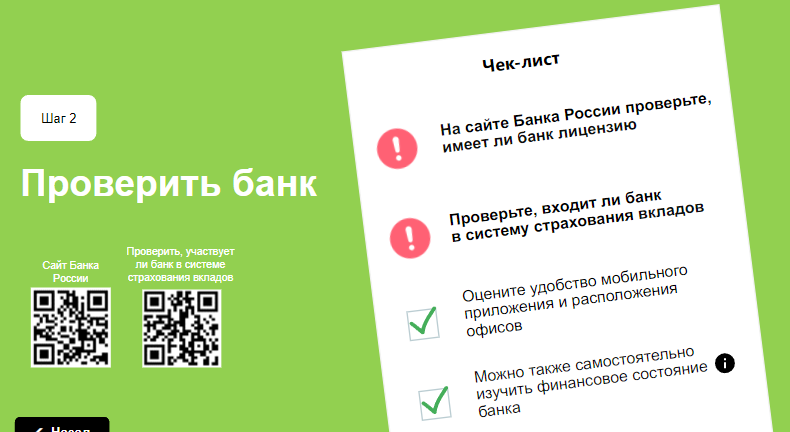 Шаг 2
Проверить банк
Сайт Банка
России
Проверить, участвует
ли банк в системе
страхования вкладов
Чек-лист
На сайте Банка России проверьте,
имеет ли банк лицензию
Проверьте, входит ли банк
в систему страхования вкладов
Оцените удобство мобильного
приложения и расположения
офисов
Можно также самостоятельно
изучить финансовое состояние
банка
Назад